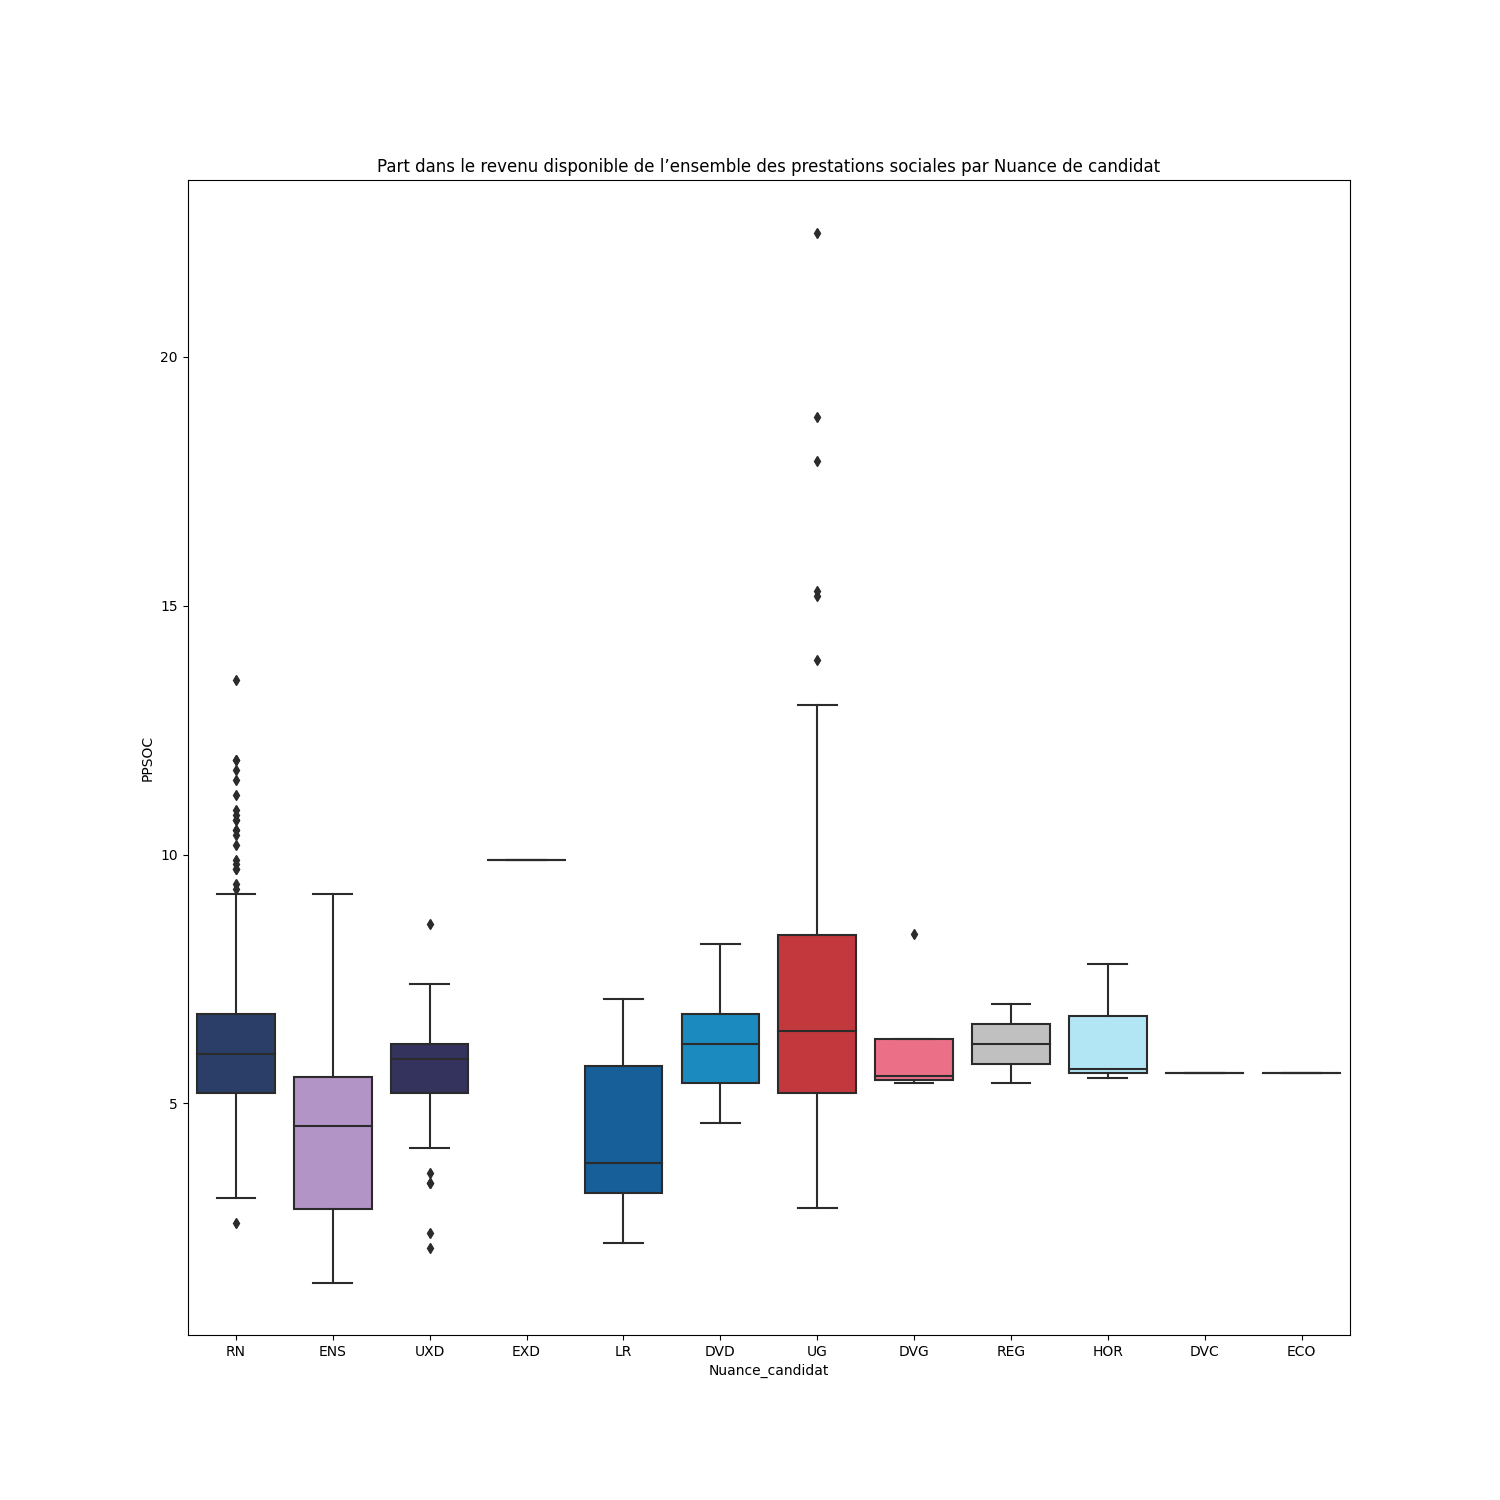 Part dans le revenu disponible de l’ensemble des prestations sociales par Nuance de candidat
20
15
10
5
PPSOC
RN ENS UXD EXD LR DVD UG DVG REG HOR DVC ECO
Nuance_candidat